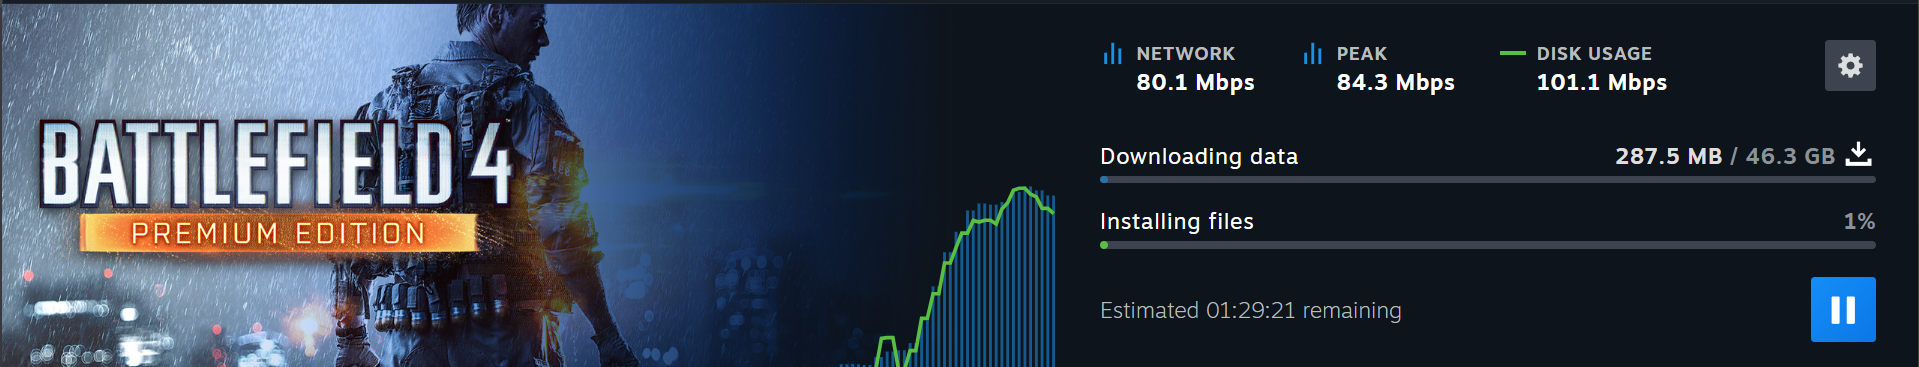 BATTLEFIELD 4™
PREMIUM EDITION
NETWORK
80.1 Mbps
PEAK
84.3 Mbps
DISK USAGE
101.1 Mbps
Downloading data 287.5 MB / 46.3 GB
Installing files 1%
Estimated 01:29:21 remaining